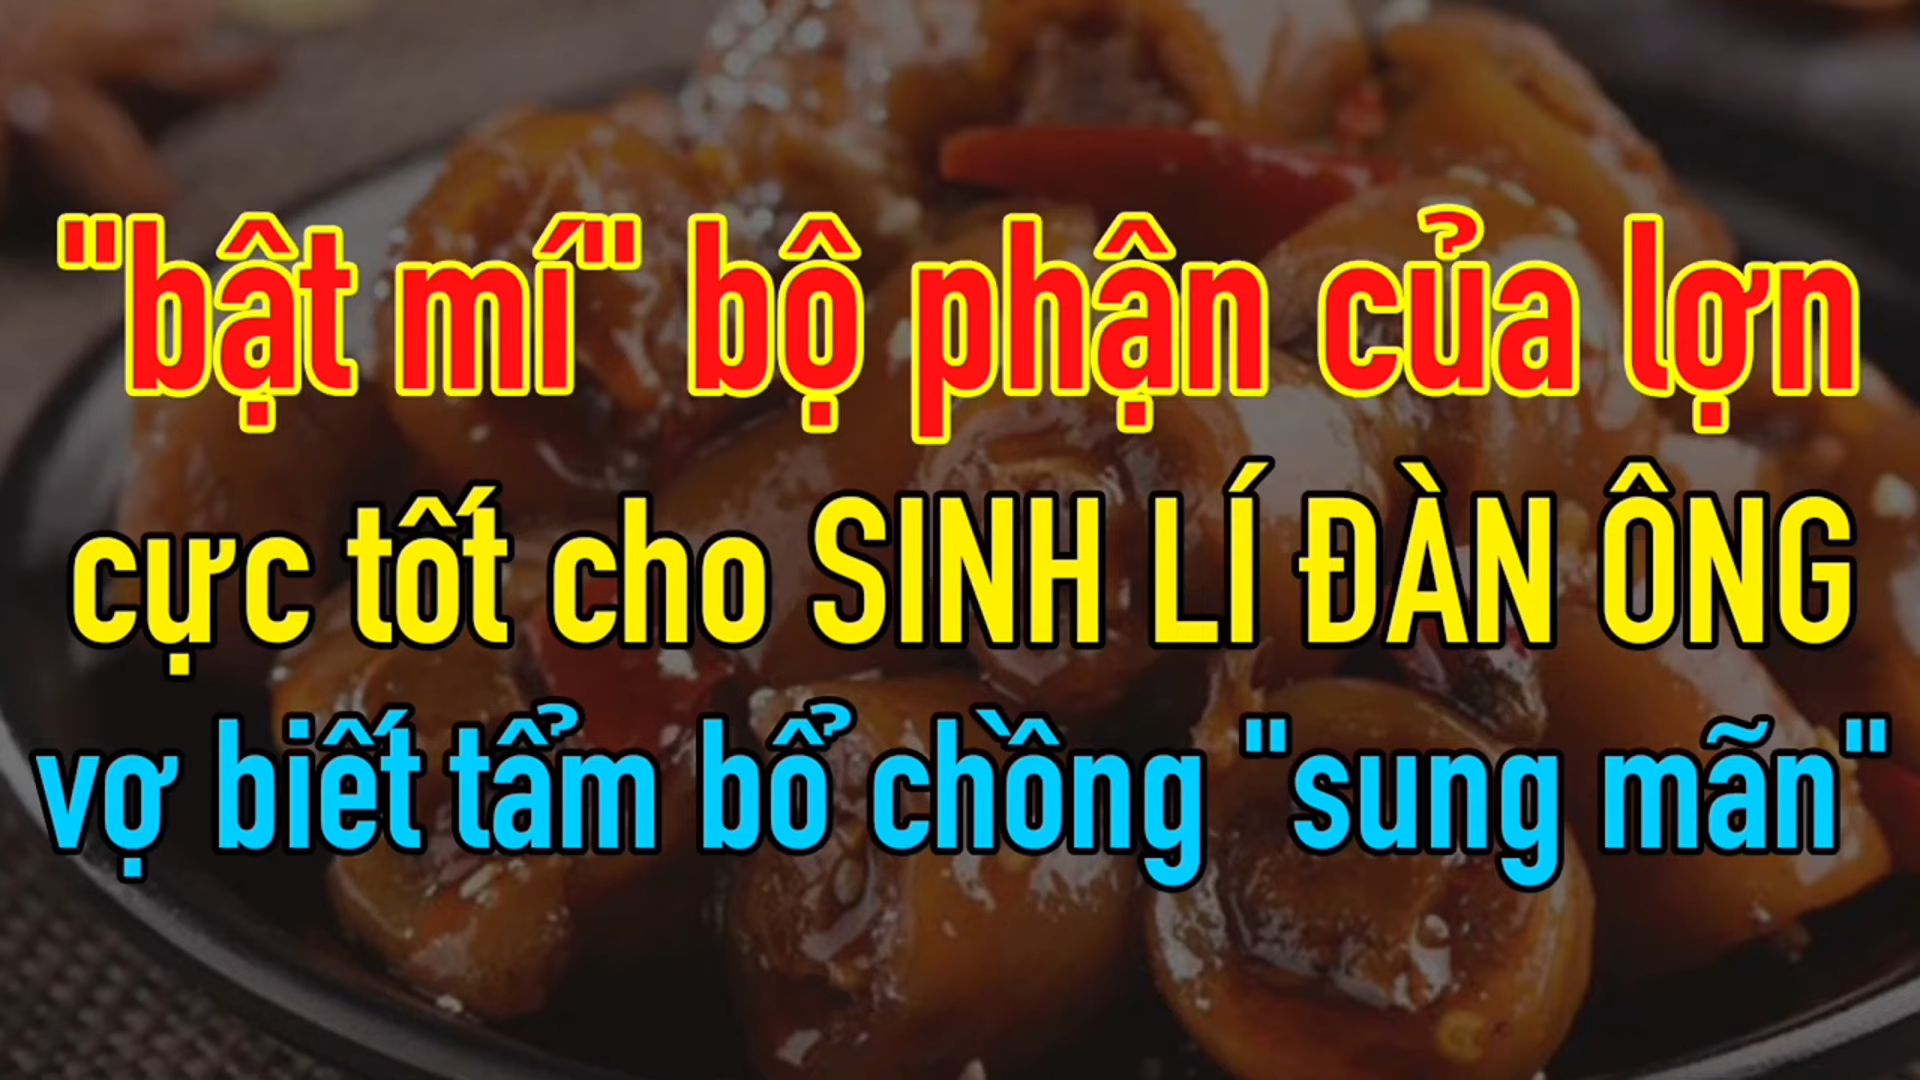 "bật mí" bộ phận của lợn
cực tốt cho SINH LÍ ĐÀN ÔNG
vợ biết tẩm bổ chồng "sung mãn"